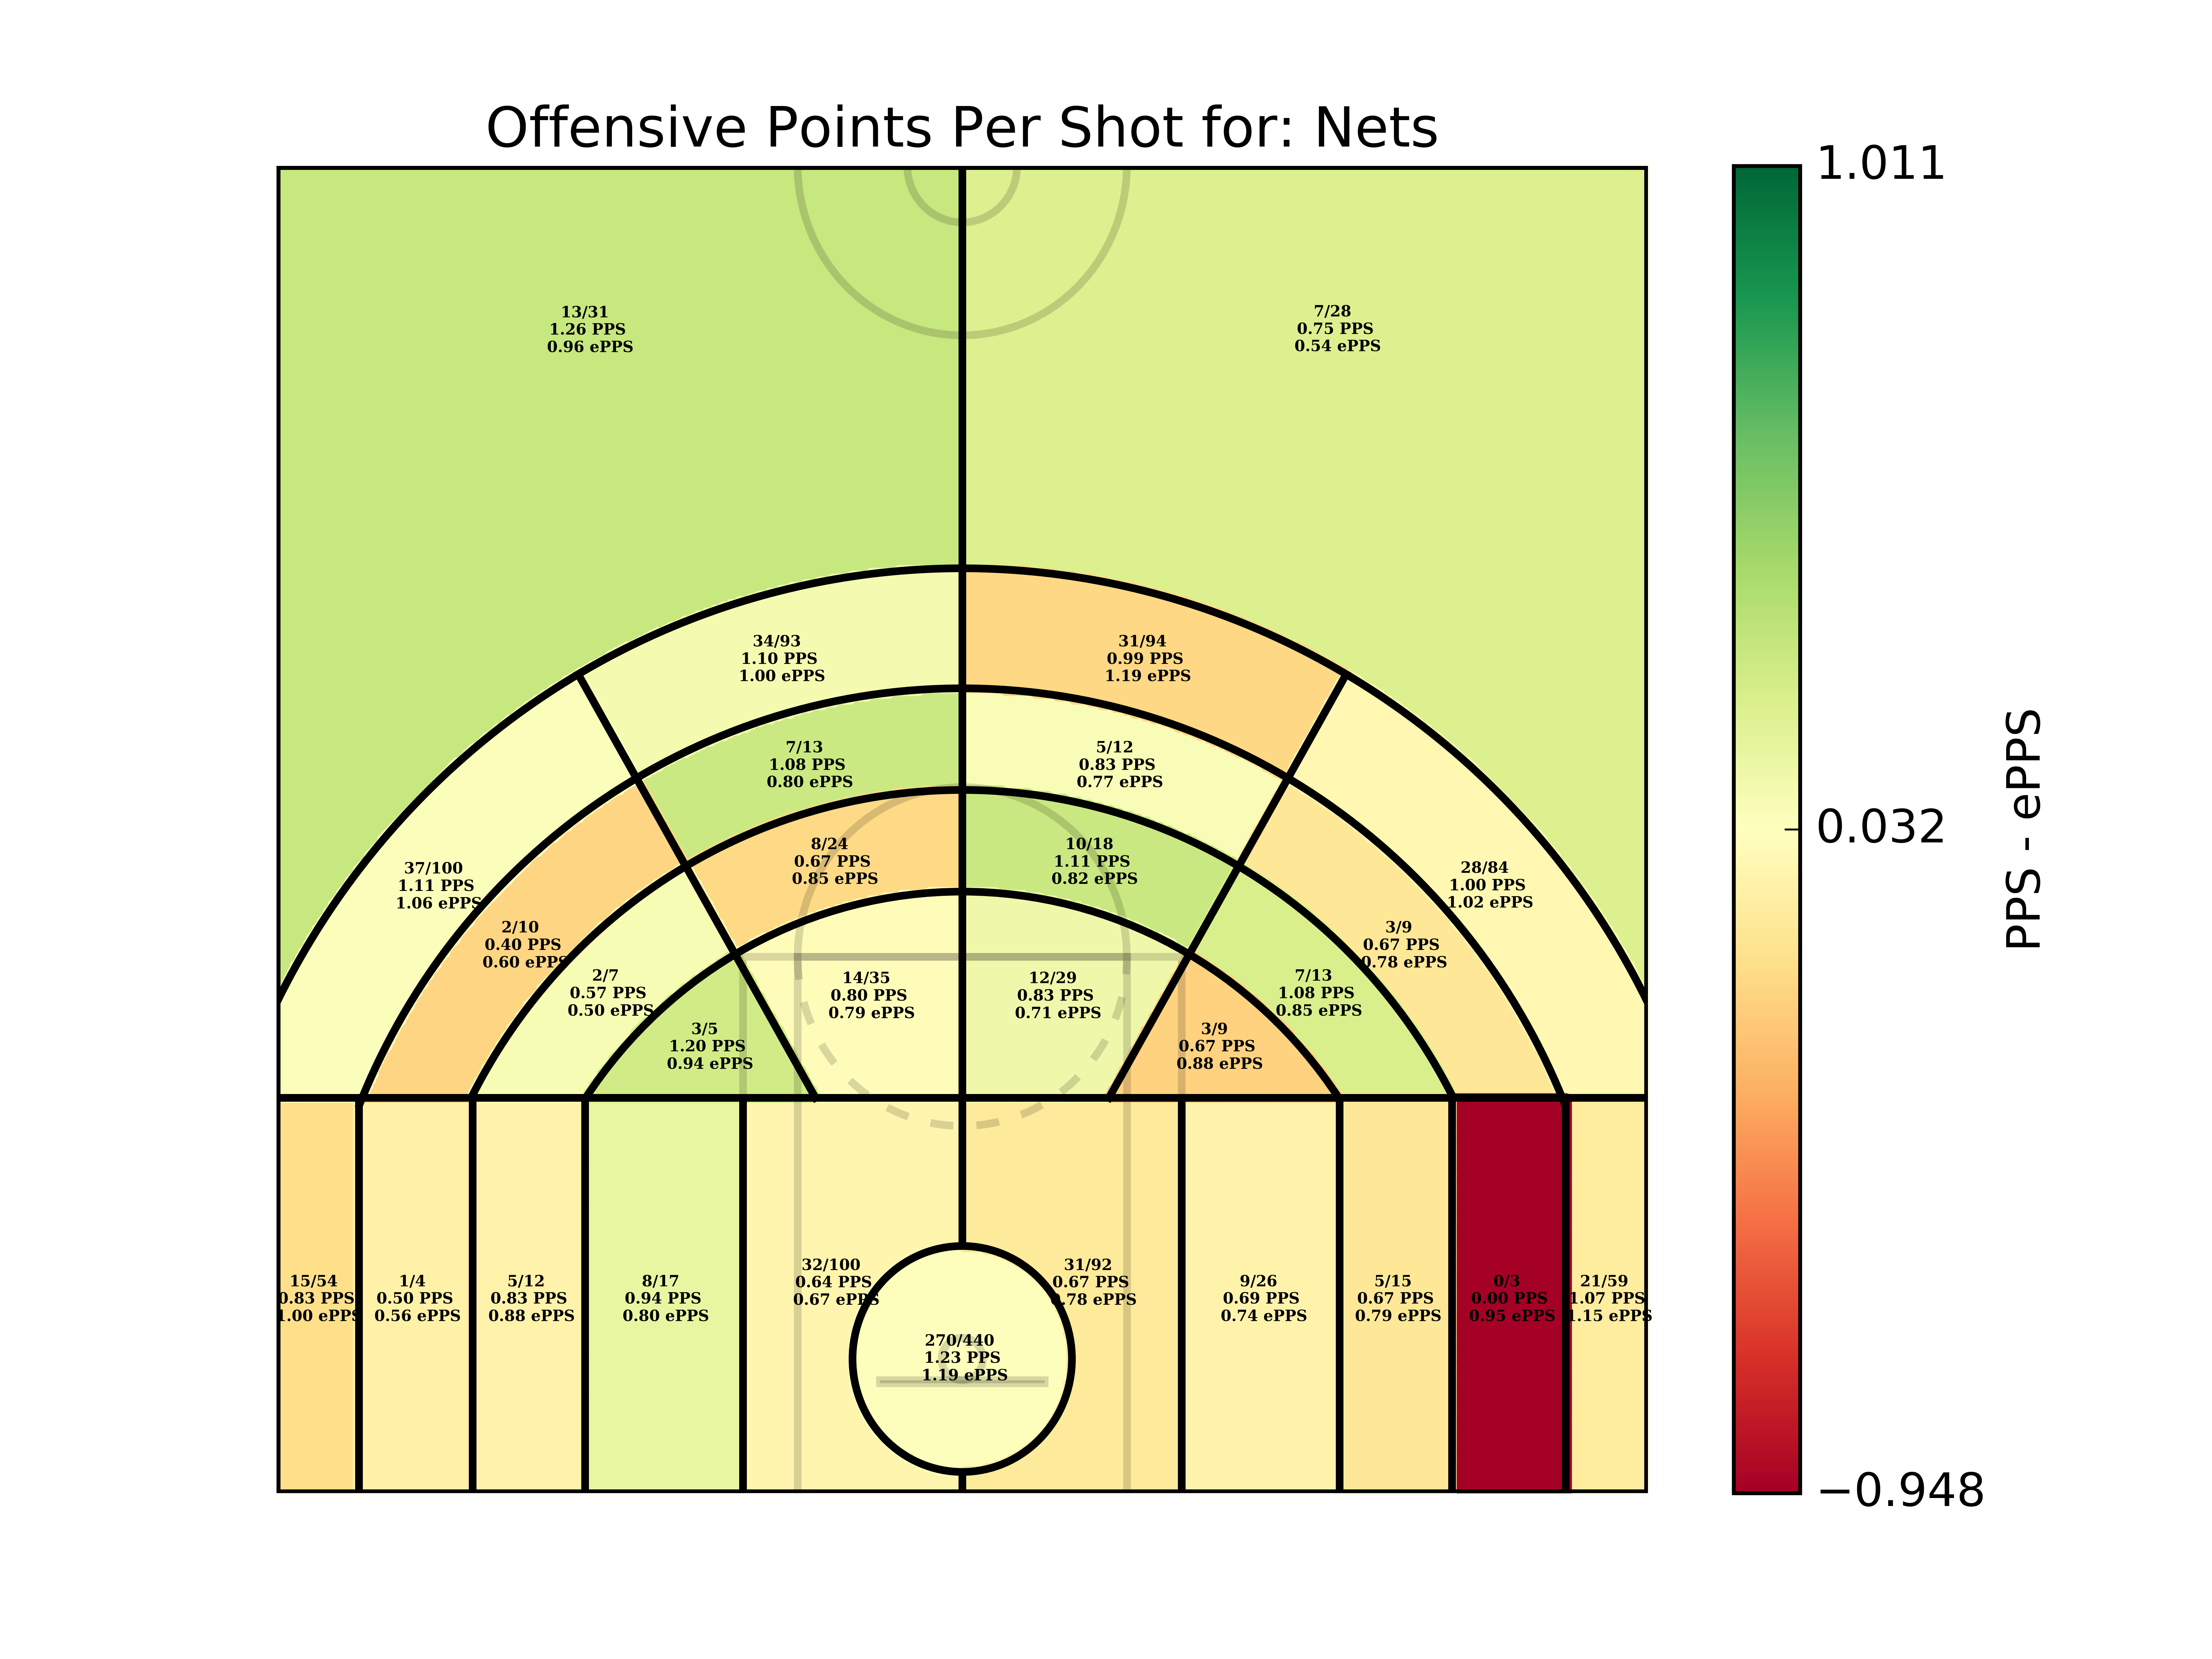 Offensive Points Per Shot for: Nets
13/31
1.26 PPS
0.96 ePPS
7/28
0.75 PPS
0.54 ePPS
34/93
1.10 PPS
1.00 ePPS
31/94
0.99 PPS
1.19 ePPS
7/13
1.08 PPS
0.80 ePPS
5/12
0.83 PPS
0.77 ePPS
8/24
0.67 PPS
0.85 ePPS
10/18
1.11 PPS
0.82 ePPS
37/100
1.11 PPS
1.06 ePPS
28/84
1.00 PPS
1.02 ePPS
2/10
0.40 PPS
0.60 ePPS
3/9
0.67 PPS
0.78 ePPS
2/7
0.57 PPS
0.50 ePPS
14/35
0.80 PPS
0.79 ePPS
12/29
0.83 PPS
0.71 ePPS
7/13
1.08 PPS
0.85 ePPS
3/5
1.20 PPS
0.94 ePPS
3/9
0.67 PPS
0.88 ePPS
15/54
0.83 PPS
1.00 ePPS
1/4
0.50 PPS
0.56 ePPS
5/12
0.83 PPS
0.88 ePPS
8/17
0.94 PPS
0.80 ePPS
32/100
0.64 PPS
0.67 ePPS
31/92
0.67 PPS
0.78 ePPS
9/26
0.69 PPS
0.74 ePPS
5/15
0.67 PPS
0.79 ePPS
0/3
0.00 PPS
0.95 ePPS
21/59
1.07 PPS
1.15 ePPS
270/440
1.23 PPS
1.19 ePPS
1.011
0.032
−0.948
PPS - ePPS